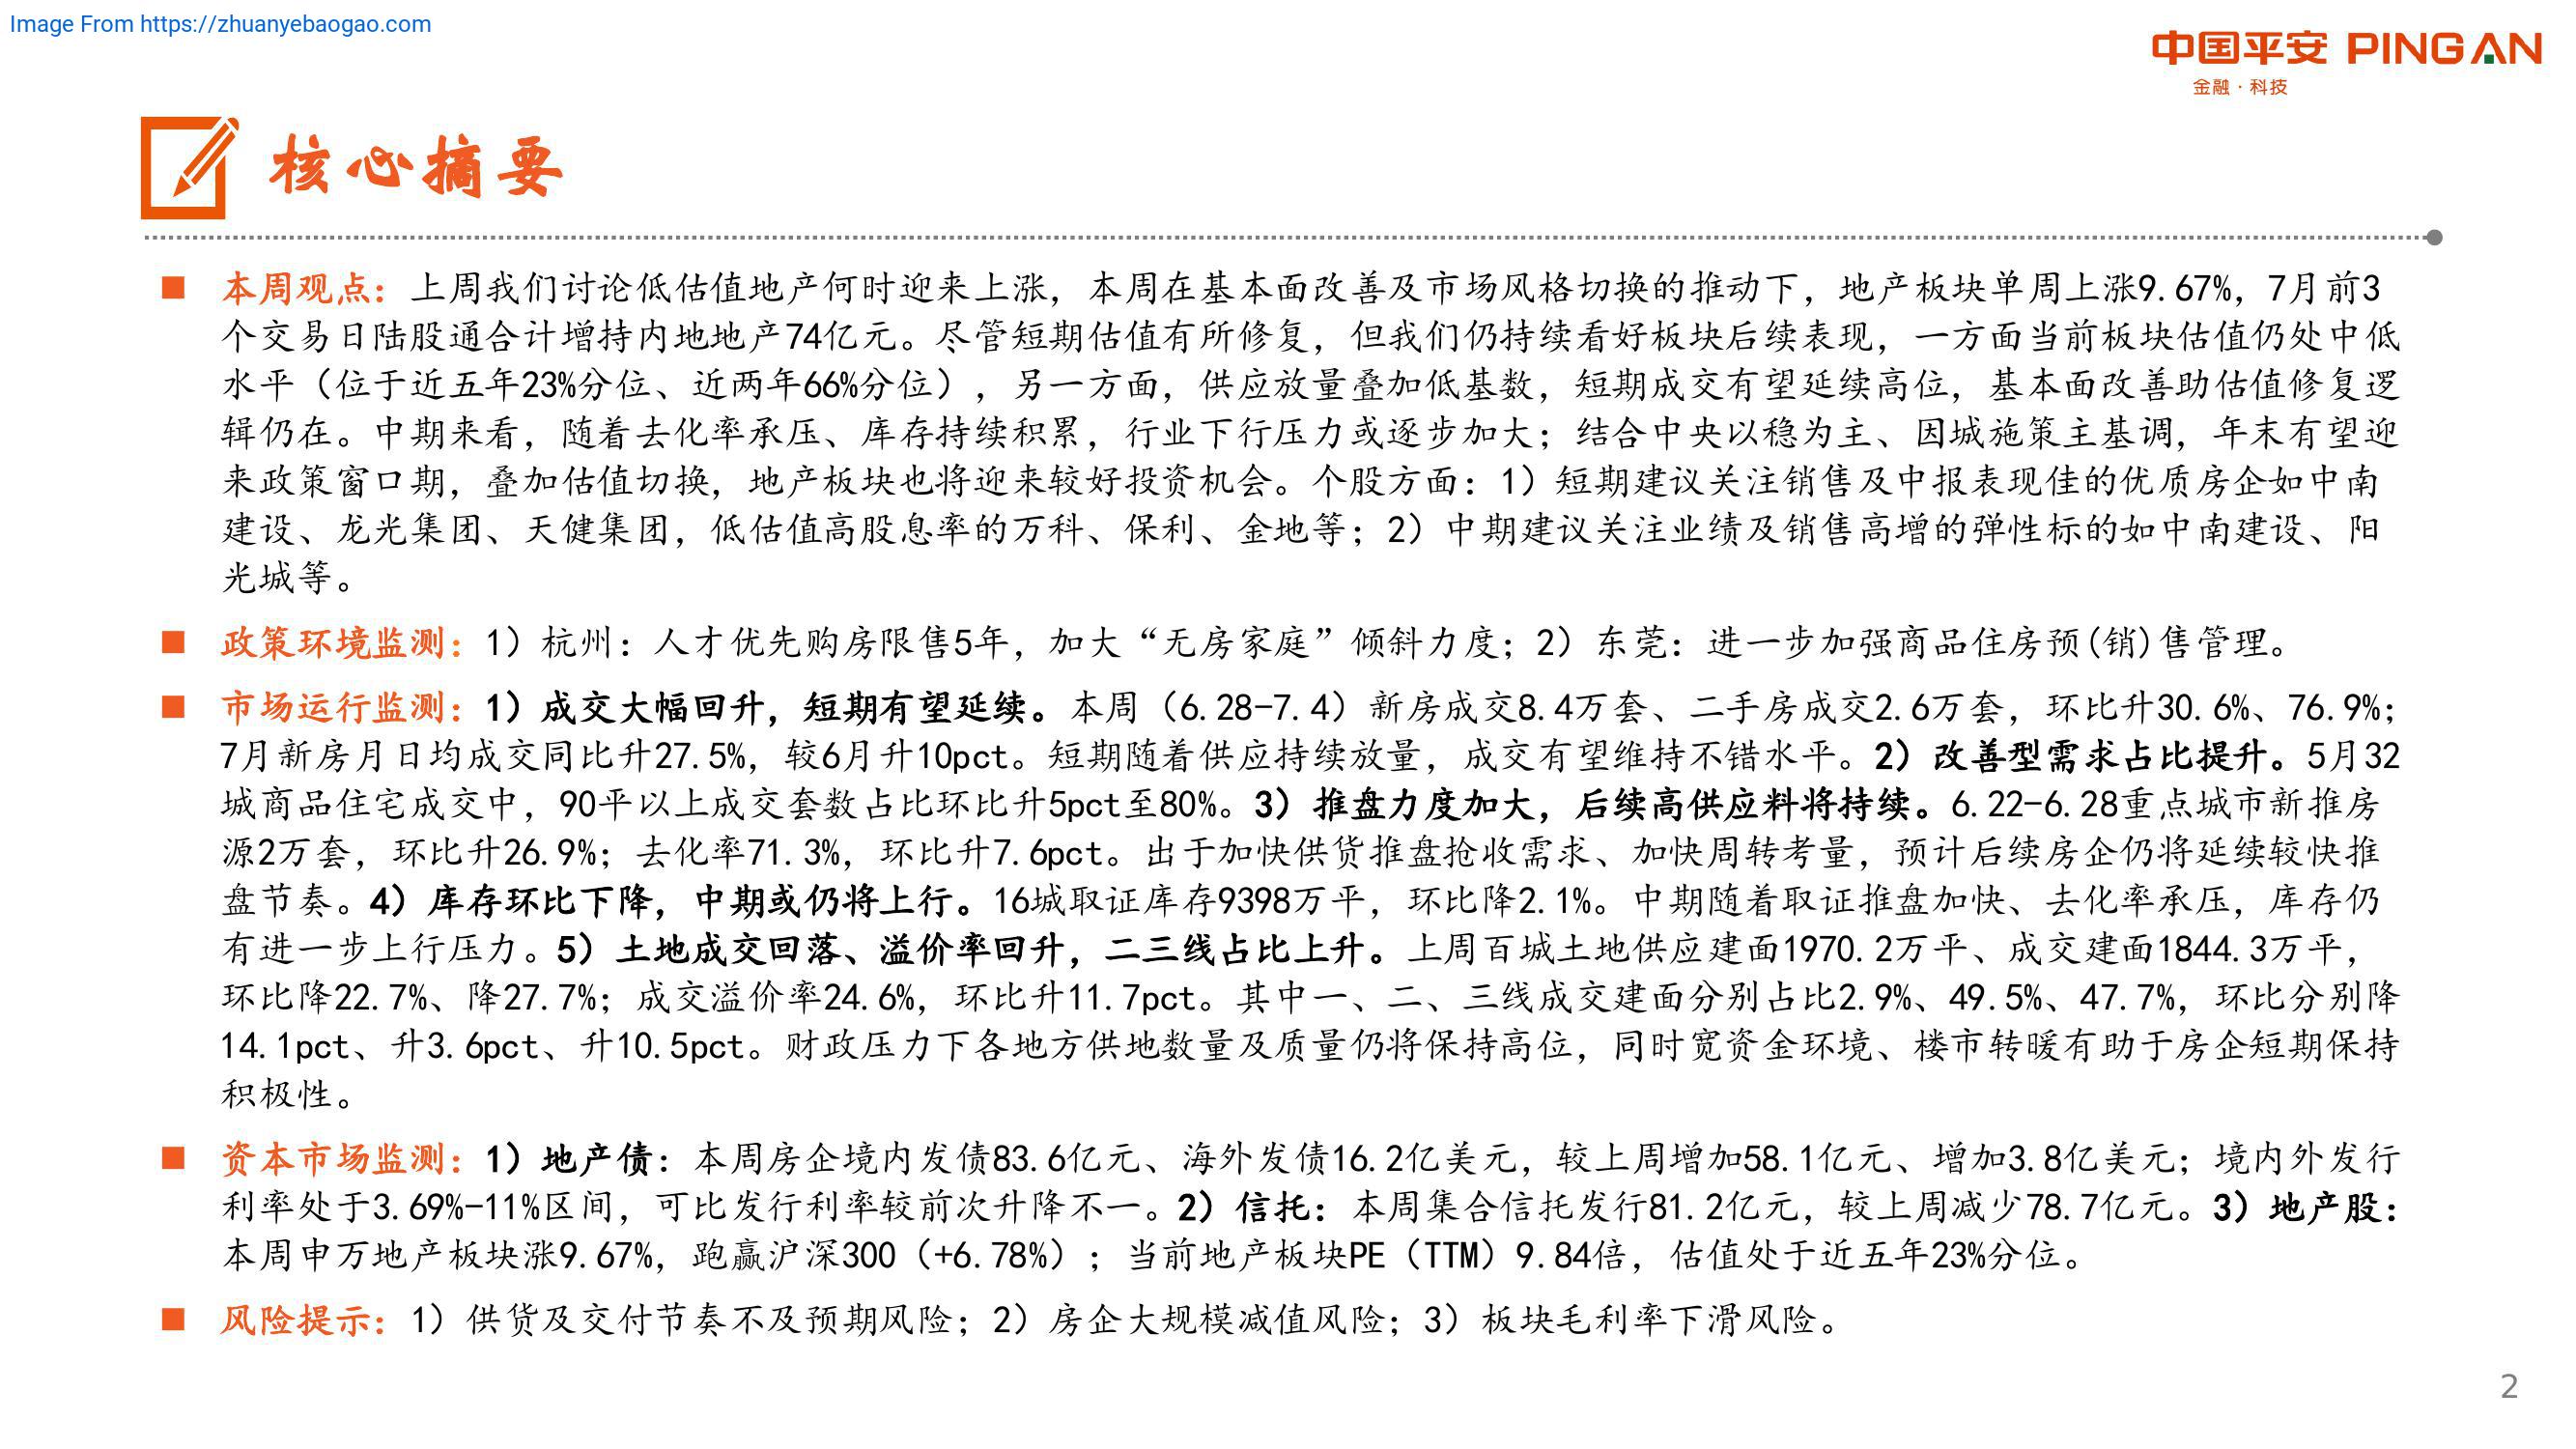 Image From https://zhuanyebaogao.com
中国平安 PINGAN
金融·科技
核心摘要
本周观点：上周我们讨论低估值地产何时迎来上涨，本周在基本面改善及市场风格切换的推动下，地产板块单周上涨9.67%，7月前3
个交易日陆股通合计增持内地地产74亿元。尽管短期估值有所修复，但我们仍持续看好板块后续表现，一方面当前板块估值仍处中低
水平（位于近五年23%分位、近两年66%分位），另一方面，供应放量叠加低基数，短期成交有望延续高位，基本面改善助估值修复逻
辑仍在。中期来看，随着去化率承压、库存持续积累，行业下行压力或逐步加大；结合中央以稳为主、因城施策主基调，年末有望迎
来政策窗口期，叠加估值切换，地产板块也将迎来较好投资机会。个股方面：1）短期建议关注销售及中报表现佳的优质房企如中南
建设、龙光集团、天健集团，低估值高股息率的万科、保利、金地等；2）中期建议关注业绩及销售高增的弹性标的如中南建设、阳
光城等。
政策环境监测：1）杭州：人才优先购房限售5年，加大“无房家庭”倾斜力度；2）东莞：进一步加强商品住房预(销)售管理。
市场运行监测：1）成交大幅回升，短期有望延续。本周（6.28-7.4）新房成交8.4万套、二手房成交2.6万套，环比升30.6%、76.9%；
7月新房月日均成交同比升27.5%，较6月升10pct。短期随着供应持续放量，成交有望维持不错水平。2）改善型需求占比提升。5月32
城商品住宅成交中，90平以上成交套数占比环比升5pct至80%。3）推盘力度加大，后续高供应料将持续。6.22-6.28重点城市新推房
源2万套，环比升26.9%；去化率71.3%，环比升7.6pct。出于加快供货推盘抢收需求、加快周转考量，预计后续房企仍将延续较快推
盘节奏。4）库存环比下降，中期或仍将上行。16城取证库存9398万平，环比降2.1%。中期随着取证推盘加快、去化率承压，库存仍
有进一步上行压力。5）土地成交回落、溢价率回升，二三线占比上升。上周百城土地供应建面1970.2万平、成交建面1844.3万平，
环比降22.7%、降27.7%；成交溢价率24.6%，环比升11.7pct。其中一、二、三线成交建面分别占比2.9%、49.5%、47.7%，环比分别降
14.1pct、升3.6pct、升10.5pct。财政压力下各地方供地数量及质量仍将保持高位，同时宽资金环境、楼市转暖有助于房企短期保持
积极性。
资本市场监测：1）地产债：本周房企境内发债83.6亿元、海外发债16.2亿美元，较上周增加58.1亿元、增加3.8亿美元；境内外发行
利率处于3.69%-11%区间，可比发行利率较前次升降不一。2）信托：本周集合信托发行81.2亿元，较上周减少78.7亿元。3）地产股：
本周申万地产板块涨9.67%，跑赢沪深300（+6.78%）；当前地产板块PE（TTM）9.84倍，估值处于近五年23%分位。
风险提示：1）供货及交付节奏不及预期风险；2）房企大规模减值风险；3）板块毛利率下滑风险。
2